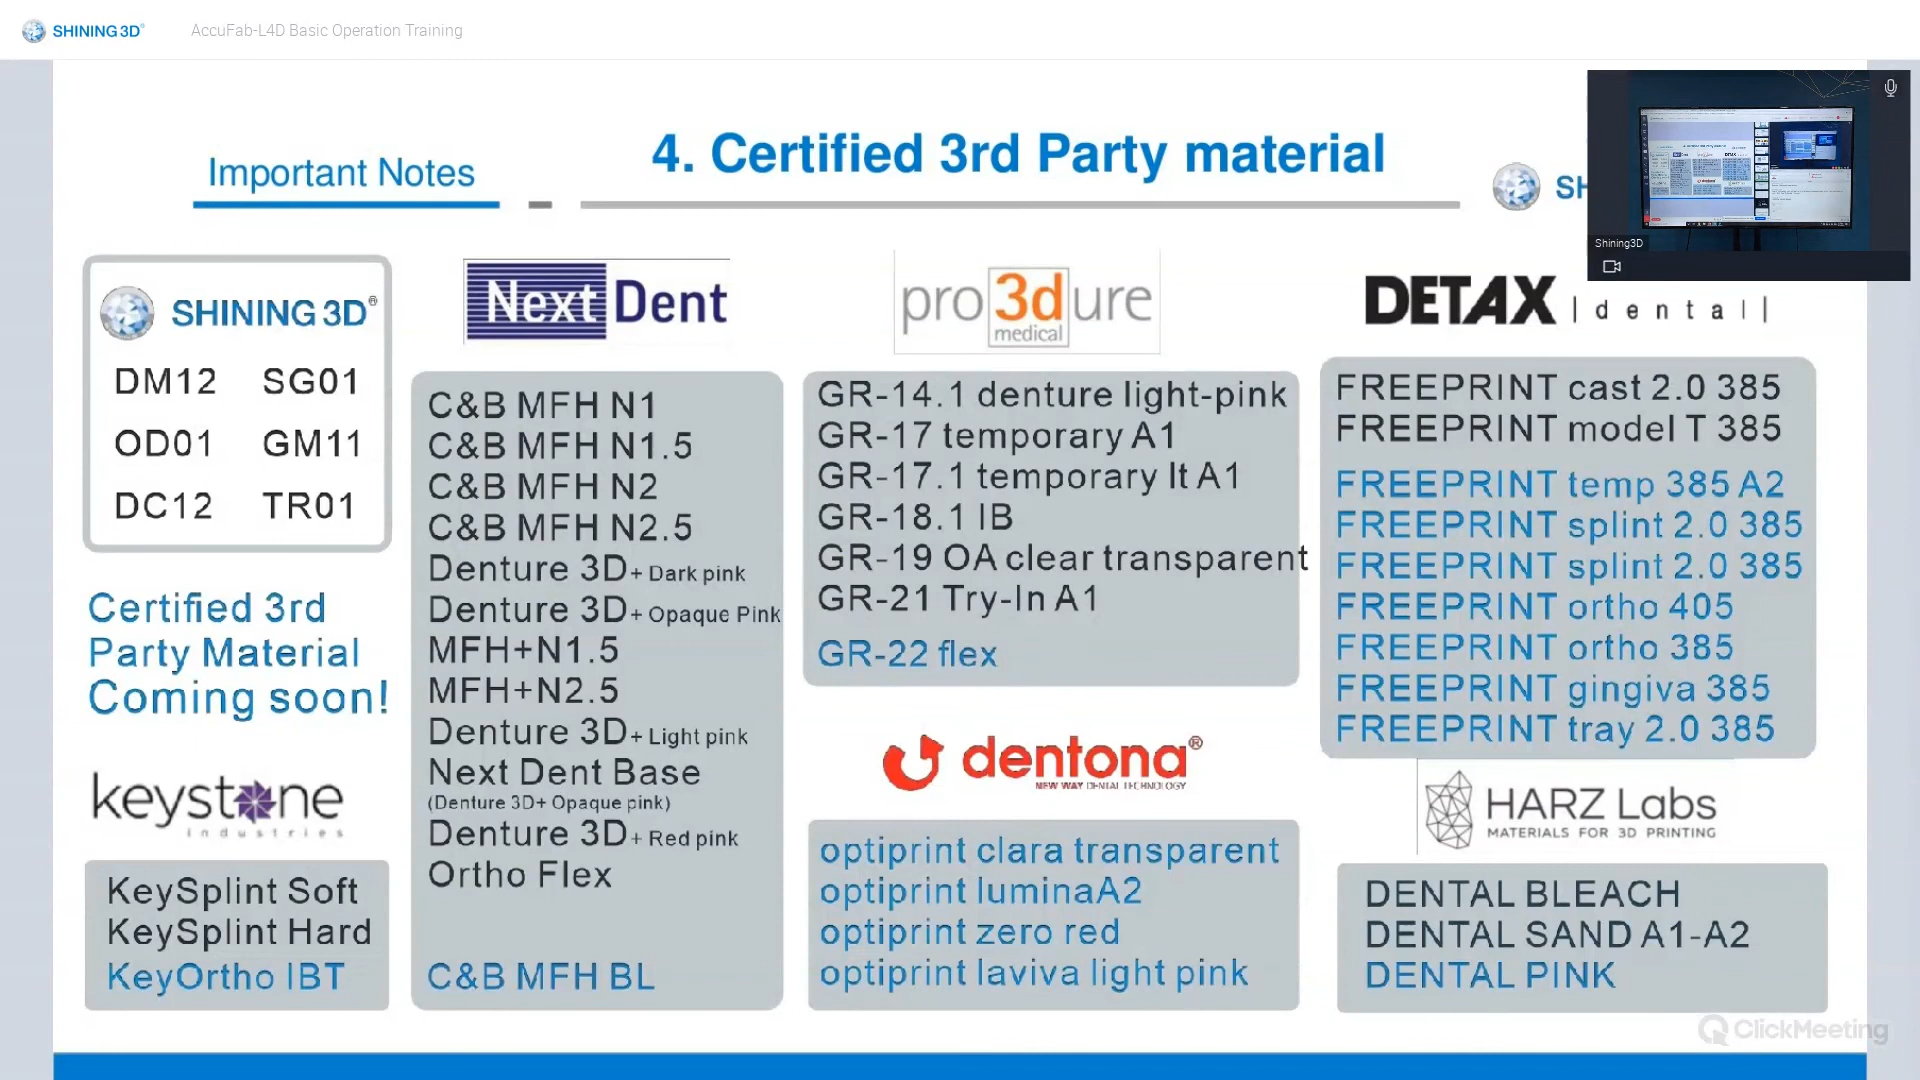 SHINING 3D®
AccuFab-L4D Basic Operation Training
Important Notes
4. Certified 3rd Party material
SH
Shining3D
SHINING 3D®
DM12 SG01
OD01 GM11
DC12 TR01
Certified 3rd
Party Material
Coming soon!
keystone
industries
KeySplint Soft
KeySplint Hard
KeyOrtho IBT
NextDent
C&B MFH N1
C&B MFH N1.5
C&B MFH N2
C&B MFH N2.5
Denture 3D+ Dark pink
Denture 3D+ Opaque Pink
MFH+N1.5
MFH+N2.5
Denture 3D+ Light pink
Next Dent Base
(Denture 3D+ Opaque pink)
Denture 3D+ Red pink
Ortho Flex
C&B MFH BL
pro3dure
medical
GR-14.1 denture light-pink
GR-17 temporary A1
GR-17.1 temporary lt A1
GR-18.1 IB
GR-19 OA clear transparent
GR-21 Try-In A1
GR-22 flex
dentona®
NEW WAY DENTAL TECHNOLOGY
optiprint clara transparent
optiprint luminaA2
optiprint zero red
optiprint laviva light pink
DETAX |dental|
FREEPRINT cast 2.0 385
FREEPRINT model T 385
FREEPRINT temp 385 A2
FREEPRINT splint 2.0 385
FREEPRINT splint 2.0 385
FREEPRINT ortho 405
FREEPRINT ortho 385
FREEPRINT gingiva 385
FREEPRINT tray 2.0 385
HARZ Labs
MATERIALS FOR 3D PRINTING
DENTAL BLEACH
DENTAL SAND A1-A2
DENTAL PINK
ClickMeeting